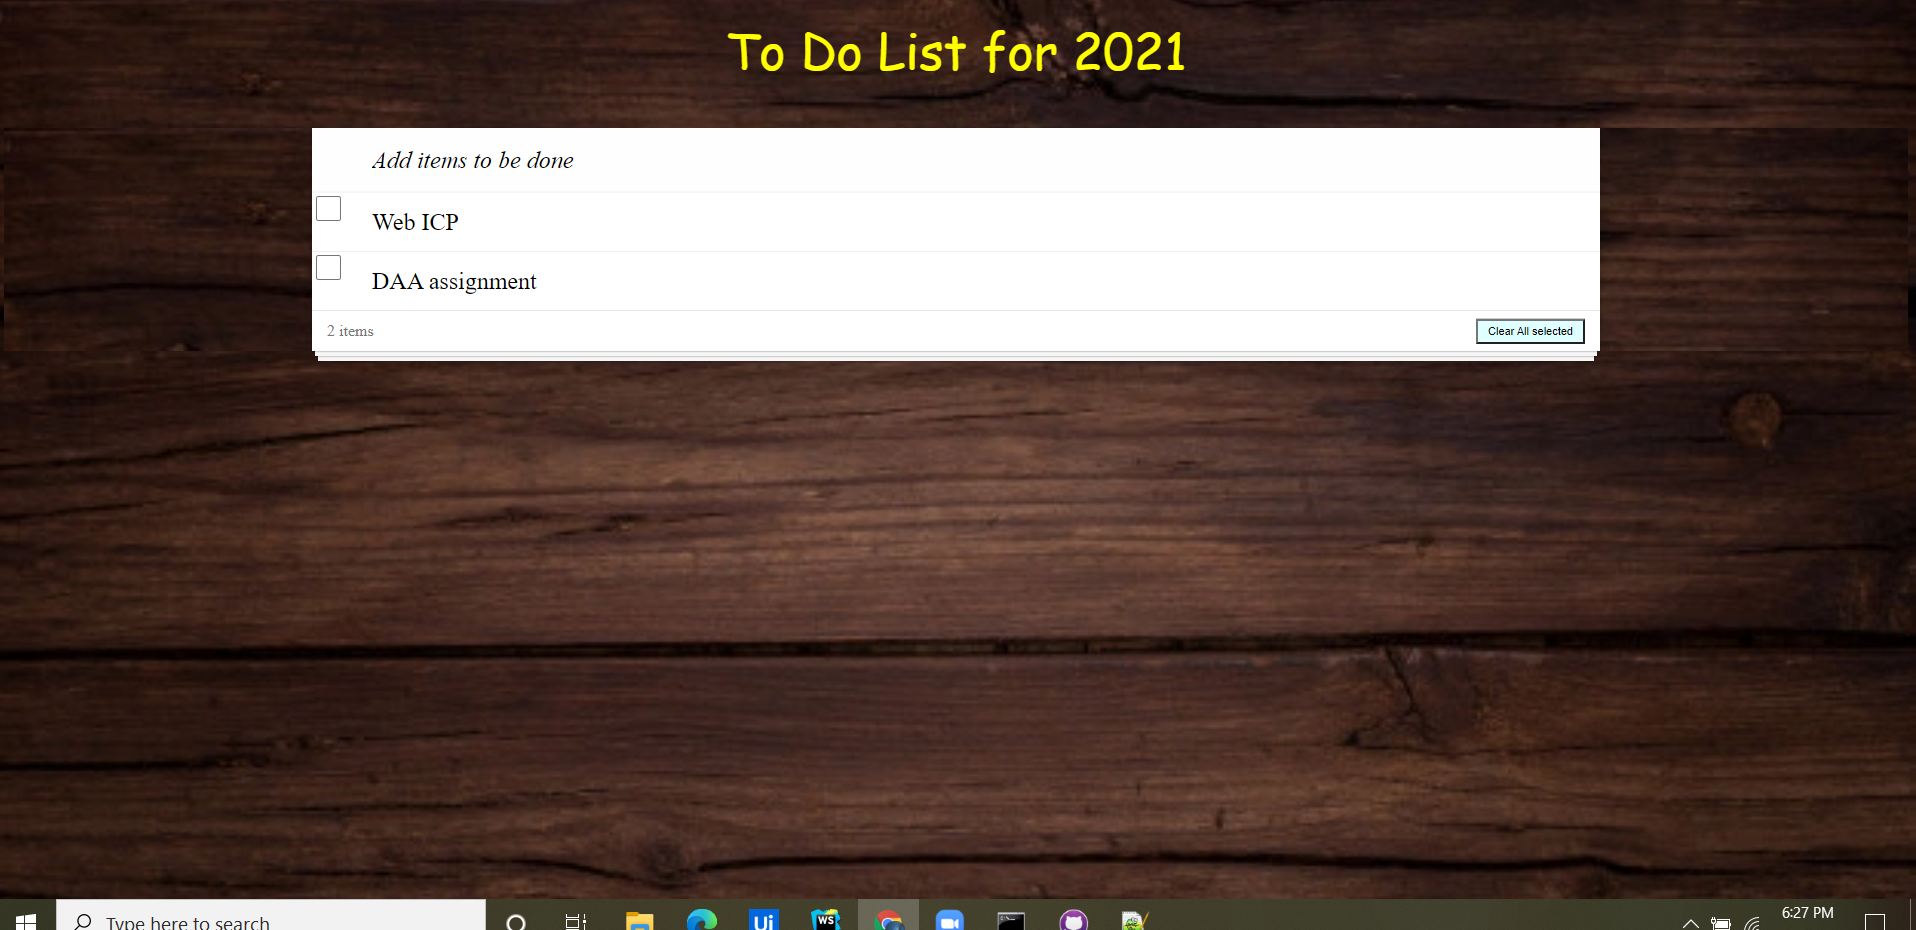 To Do List for 2021
Add items to be done
Web ICP
DAA assignment
2 items
Clear All selected
Type here to search
Ui
WS
6:27 PM